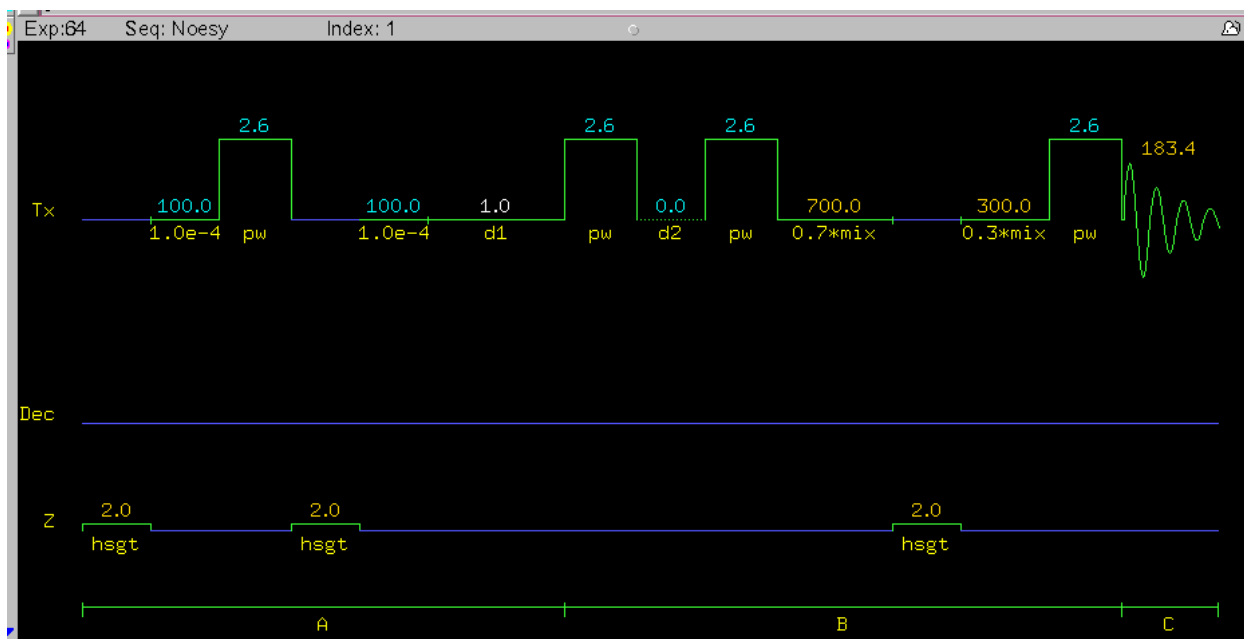 Exp:64 Seq: Noesy Index: 1
2.6 2.6 2.6 2.6
183.4
Tx 100.0 100.0 1.0 0.0 700.0 300.0
1.0e-4 pw 1.0e-4 d1 pw d2 pw 0.7*mix 0.3*mix pw
Dec
2.0 2.0 2.0
Z
hsgt hsgt hsgt
A B C